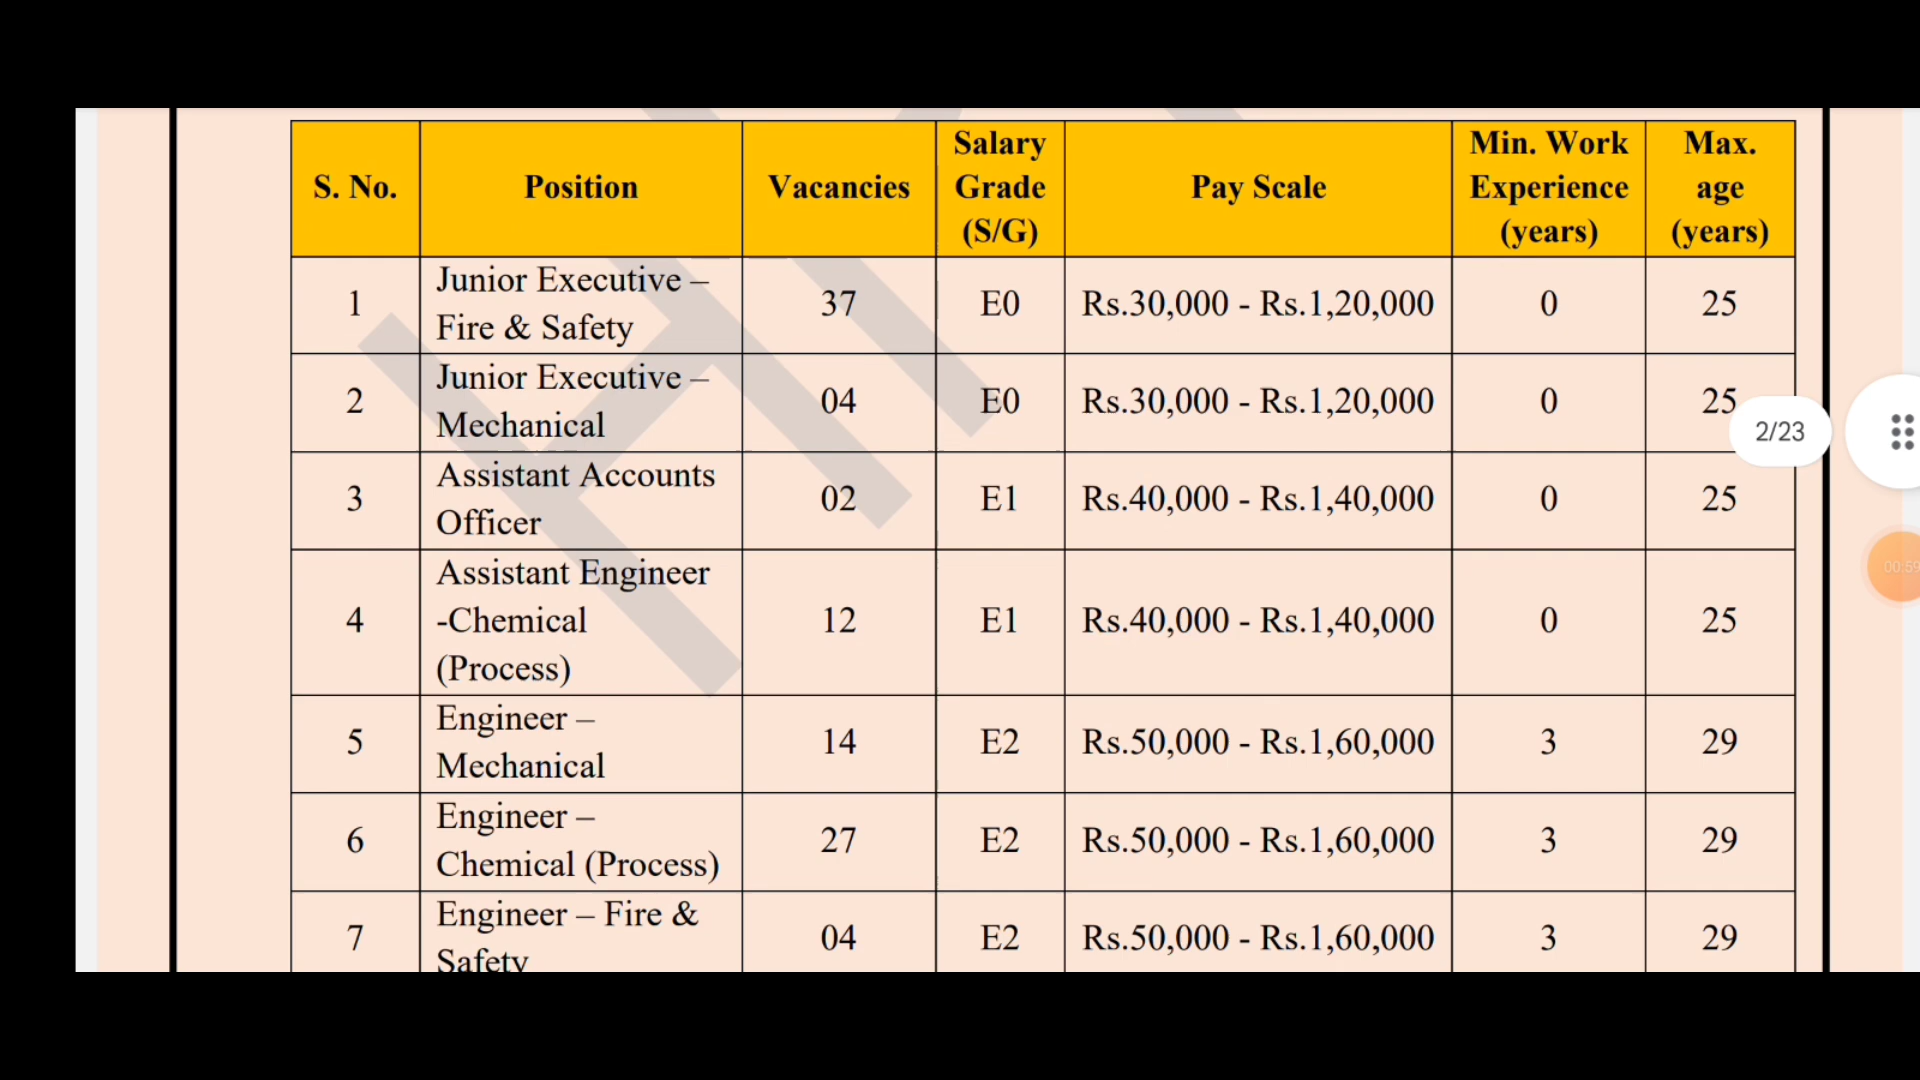 S. No.
Position
Vacancies
Salary
Grade
(S/G)
Pay Scale
Min. Work
Experience
(years)
Max.
age
(years)
1
Junior Executive –
Fire & Safety
37
E0
Rs.30,000 - Rs.1,20,000
0
25
2
Junior Executive –
Mechanical
04
E0
Rs.30,000 - Rs.1,20,000
0
25
2/23
3
Assistant Accounts
Officer
02
E1
Rs.40,000 - Rs.1,40,000
0
25
00:59
4
Assistant Engineer
-Chemical
(Process)
12
E1
Rs.40,000 - Rs.1,40,000
0
25
5
Engineer –
Mechanical
14
E2
Rs.50,000 - Rs.1,60,000
3
29
6
Engineer –
Chemical (Process)
27
E2
Rs.50,000 - Rs.1,60,000
3
29
7
Engineer – Fire &
Safety
04
E2
Rs.50,000 - Rs.1,60,000
3
29